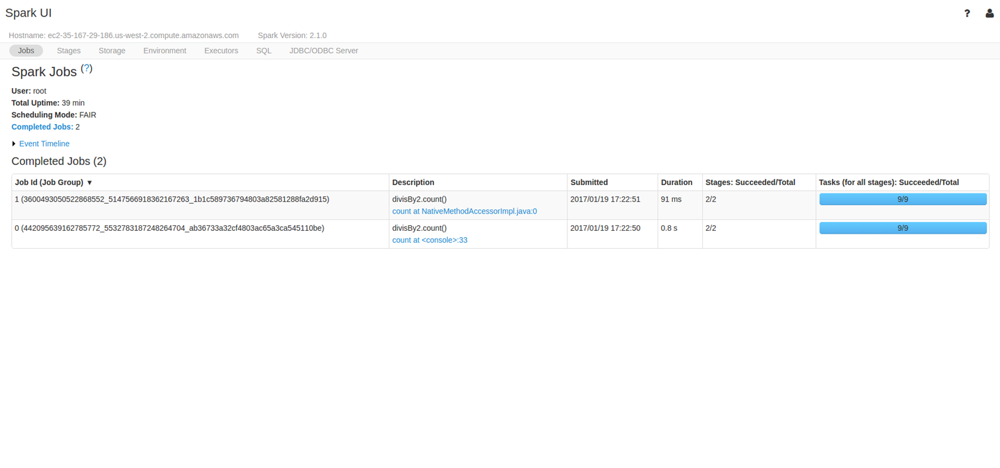 Spark UI
?
Hostname: ec2-35-167-29-186.us-west-2.compute.amazonaws.com Spark Version: 2.1.0
Jobs Stages Storage Environment Executors SQL JDBC/ODBC Server
Spark Jobs (?)
User: root
Total Uptime: 39 min
Scheduling Mode: FAIR
Completed Jobs: 2
Event Timeline
Completed Jobs (2)
Job Id (Job Group) ▾ Description Submitted Duration Stages: Succeeded/Total Tasks (for all stages): Succeeded/Total
1 (3600493050522868552_5147566918362167263_1b1c589736794803a82581288fa2d915) divisBy2.count() 2017/01/19 17:22:51 91 ms 2/2 9/9
count at NativeMethodAccessorImpl.java:0
0 (442095639162785772_5532783187248264704_ab36733a32cf4803ac65a3ca545110be) divisBy2.count() 2017/01/19 17:22:50 0.8 s 2/2 9/9
count at <console>:33